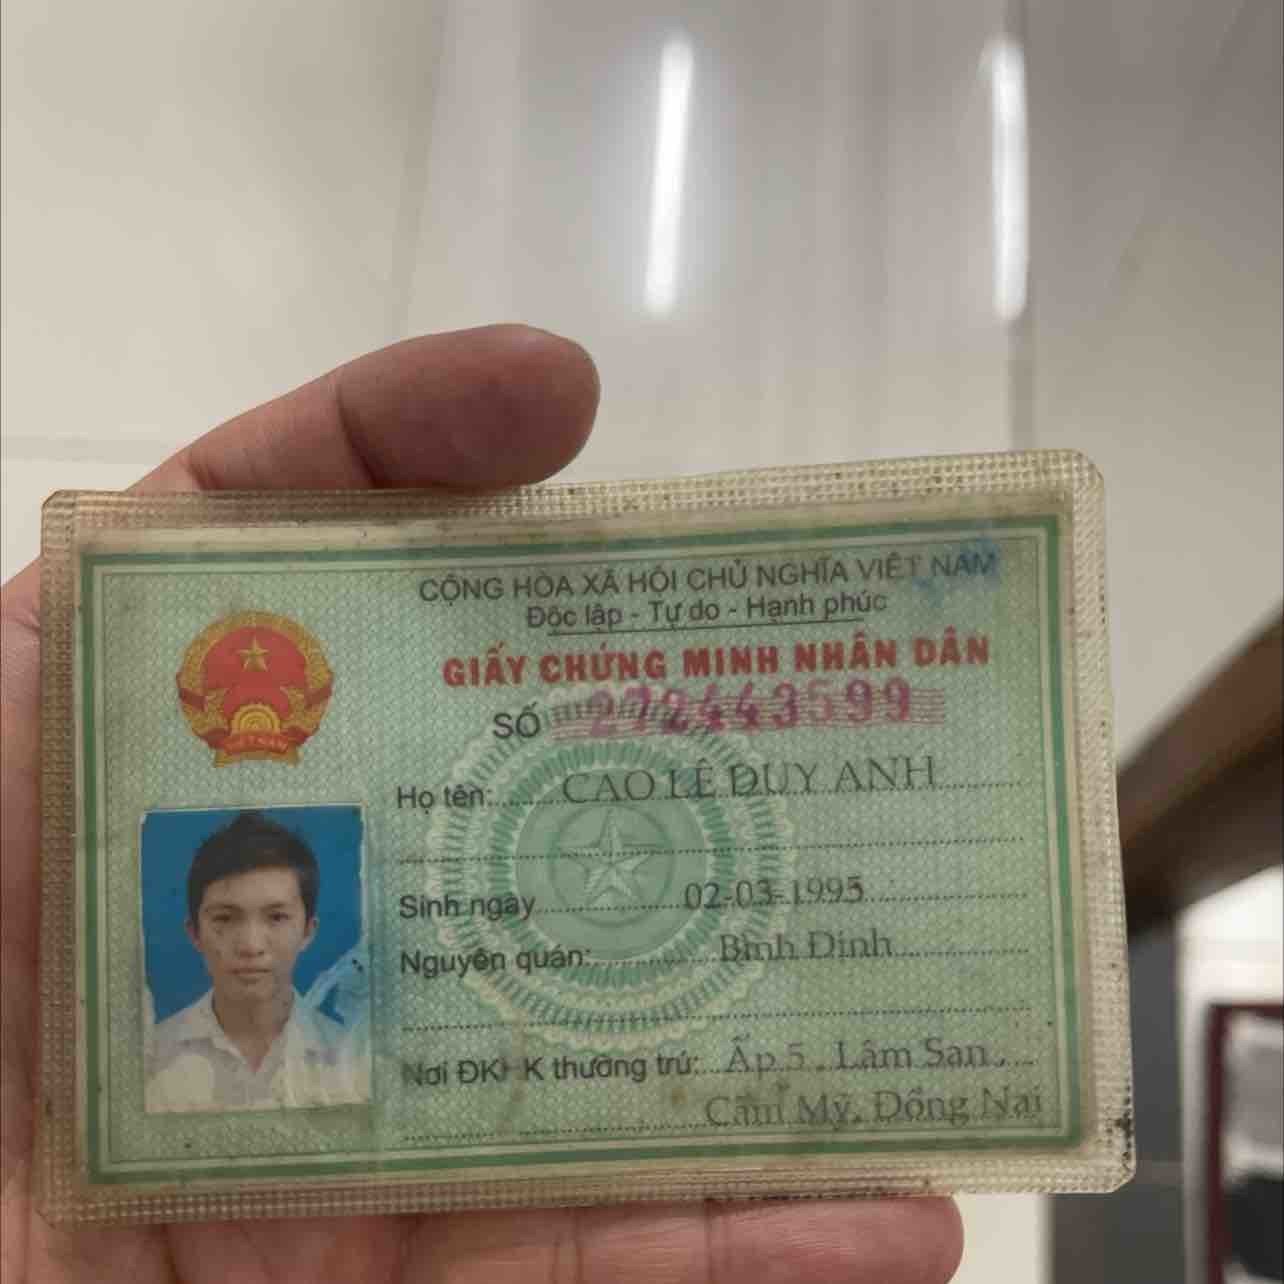 CỘNG HÒA XÃ HỘI CHỦ NGHĨA VIỆT NAM
Độc lập - Tự do - Hạnh phúc
GIẤY CHỨNG MINH NHÂN DÂN
SỐ 272443599
Họ tên: CAO LÊ DUY ANH
Sinh ngày 02-03-1995
Nguyên quán: Bình Định
Nơi ĐK K thường trú: Ấp 5, Lâm San,
Cẩm Mỹ, Đồng Nai